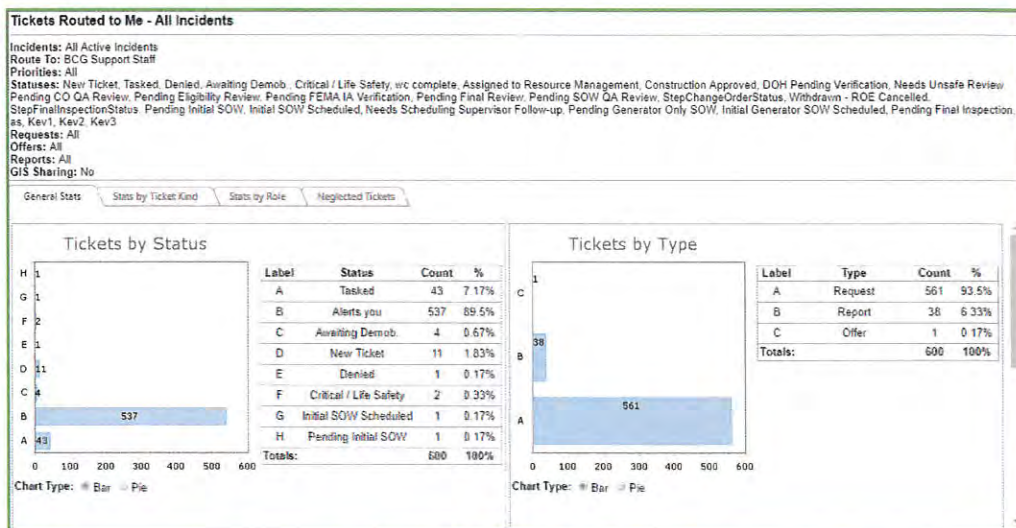 Tickets Routed to Me - All Incidents
Incidents: All Active Incidents
Route To: BCG Support Staff
Priorities: All
Statuses: New Ticket, Tasked, Denied, Awaiting Demob., Critical / Life Safety, wc complete, Assigned to Resource Management, Construction Approved, DOH Pending Verification, Needs Unsafe Review
Pending CO QA Review, Pending Eligibility Review, Pending FEMA IA Verification, Pending Final Review, Pending SOW QA Review, StepChangeOrderStatus, Withdrawn - ROE Cancelled,
StepFinalInspectionStatus, Pending Initial SOW, Initial SOW Scheduled, Needs Scheduling Supervisor Follow-up, Pending Generator Only SOW, Initial Generator SOW Scheduled, Pending Final Inspection,
as, Kev1, Kev2, Kev3
Requests: All
Offers: All
Reports: All
GIS Sharing: No
General Stats Stats by Ticket Kind Stats by Role Neglected Tickets
Tickets by Status
H 1
G 1
F 2
E 1
D 11
C 4
B 537
A 43
0 100 200 300 400 500 600
Chart Type: Bar Pie
Label Status Count %
A Tasked 43 7.17%
B Alerts you 537 89.5%
C Awaiting Demob. 4 0.67%
D New Ticket 11 1.83%
E Denied 1 0.17%
F Critical / Life Safety 2 0.33%
G Initial SOW Scheduled 1 0.17%
H Pending Initial SOW 1 0.17%
Totals: 600 100%
Tickets by Type
C 1
B 38
A 561
0 100 200 300 400 500 600
Chart Type: Bar Pie
Label Type Count %
A Request 561 93.5%
B Report 38 6.33%
C Offer 1 0.17%
Totals: 600 100%